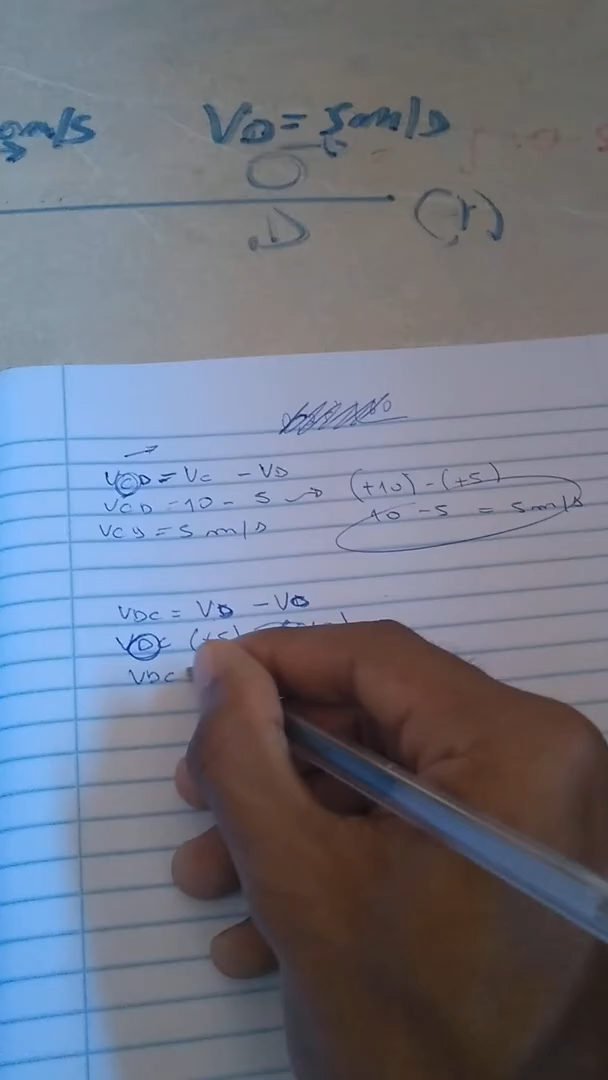 m/s VD = 5m/s
D (+)
VCD = VC - VD
VCD = 10 - 5 → (+10) - (+5)
VCD = 5 m/s 10 - 5 = 5m/s
VDC = VD - VC
VDC (+5) -
VDC